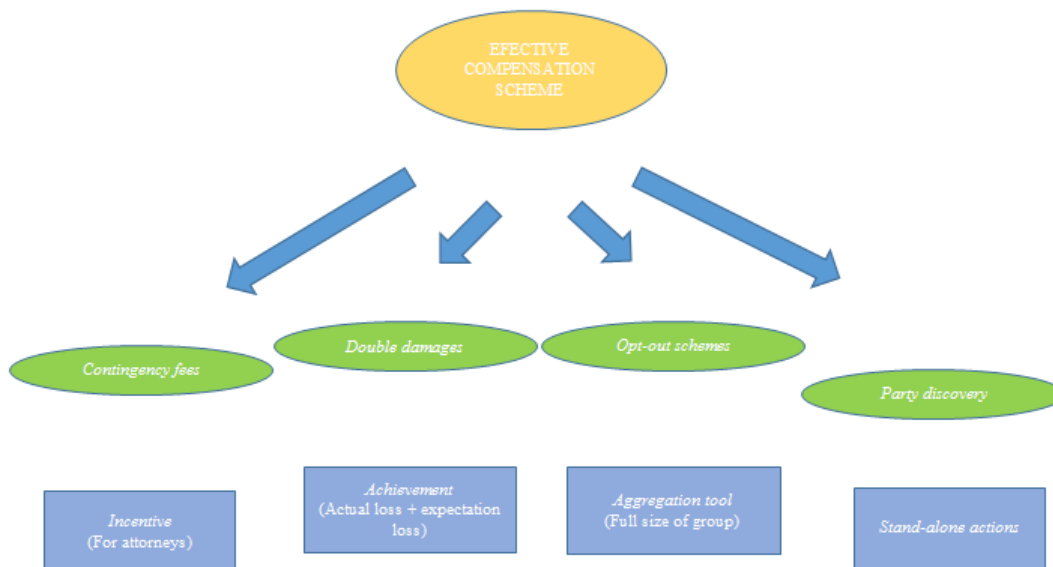 EFECTIVE
COMPENSATION
SCHEME
Contingency fees
Double damages
Opt-out schemes
Party discovery
Incentive
(For attorneys)
Achievement
(Actual loss + expectation
loss)
Aggregation tool
(Full size of group)
Stand-alone actions